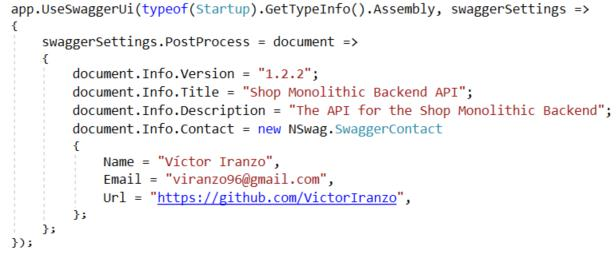 app.UseSwaggerUi(typeof(Startup).GetTypeInfo().Assembly, swaggerSettings =>
{
    swaggerSettings.PostProcess = document =>
    {
        document.Info.Version = "1.2.2";
        document.Info.Title = "Shop Monolithic Backend API";
        document.Info.Description = "The API for the Shop Monolithic Backend";
        document.Info.Contact = new NSwag.SwaggerContact
        {
            Name = "Víctor Iranzo",
            Email = "viranzo96@gmail.com",
            Url = "https://github.com/VictorIranzo",
        };
    };
});